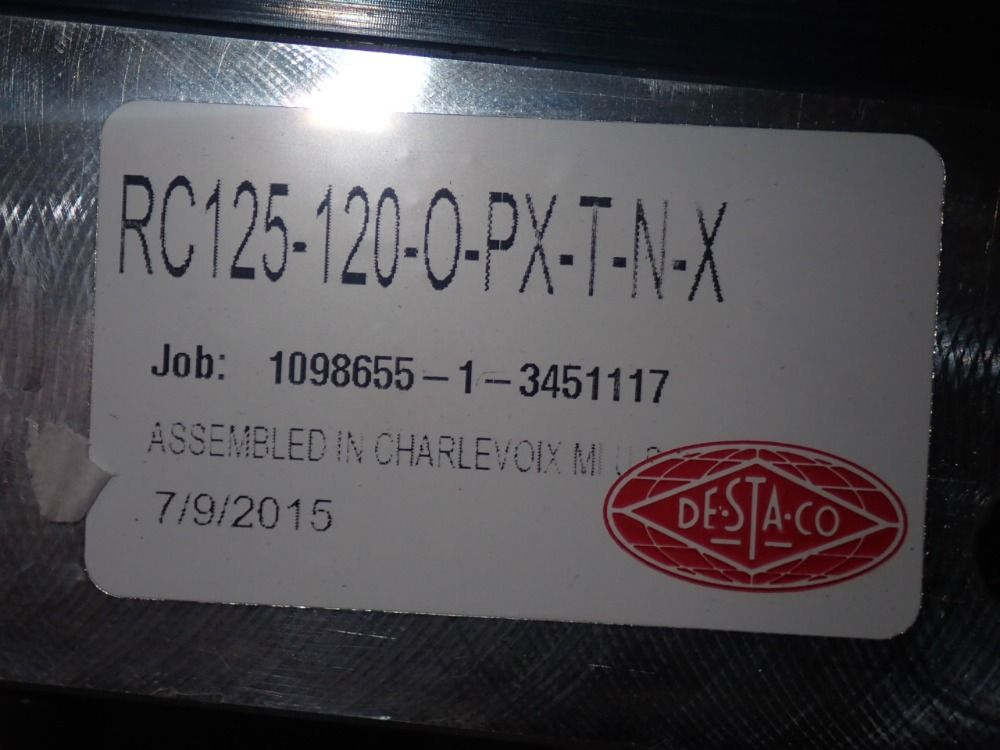 RC125-120-O-PX-T-N-X
Job: 1098655-1-3451117
ASSEMBLED IN CHARLEVOIX MI
7/9/2015
DE-STA-CO